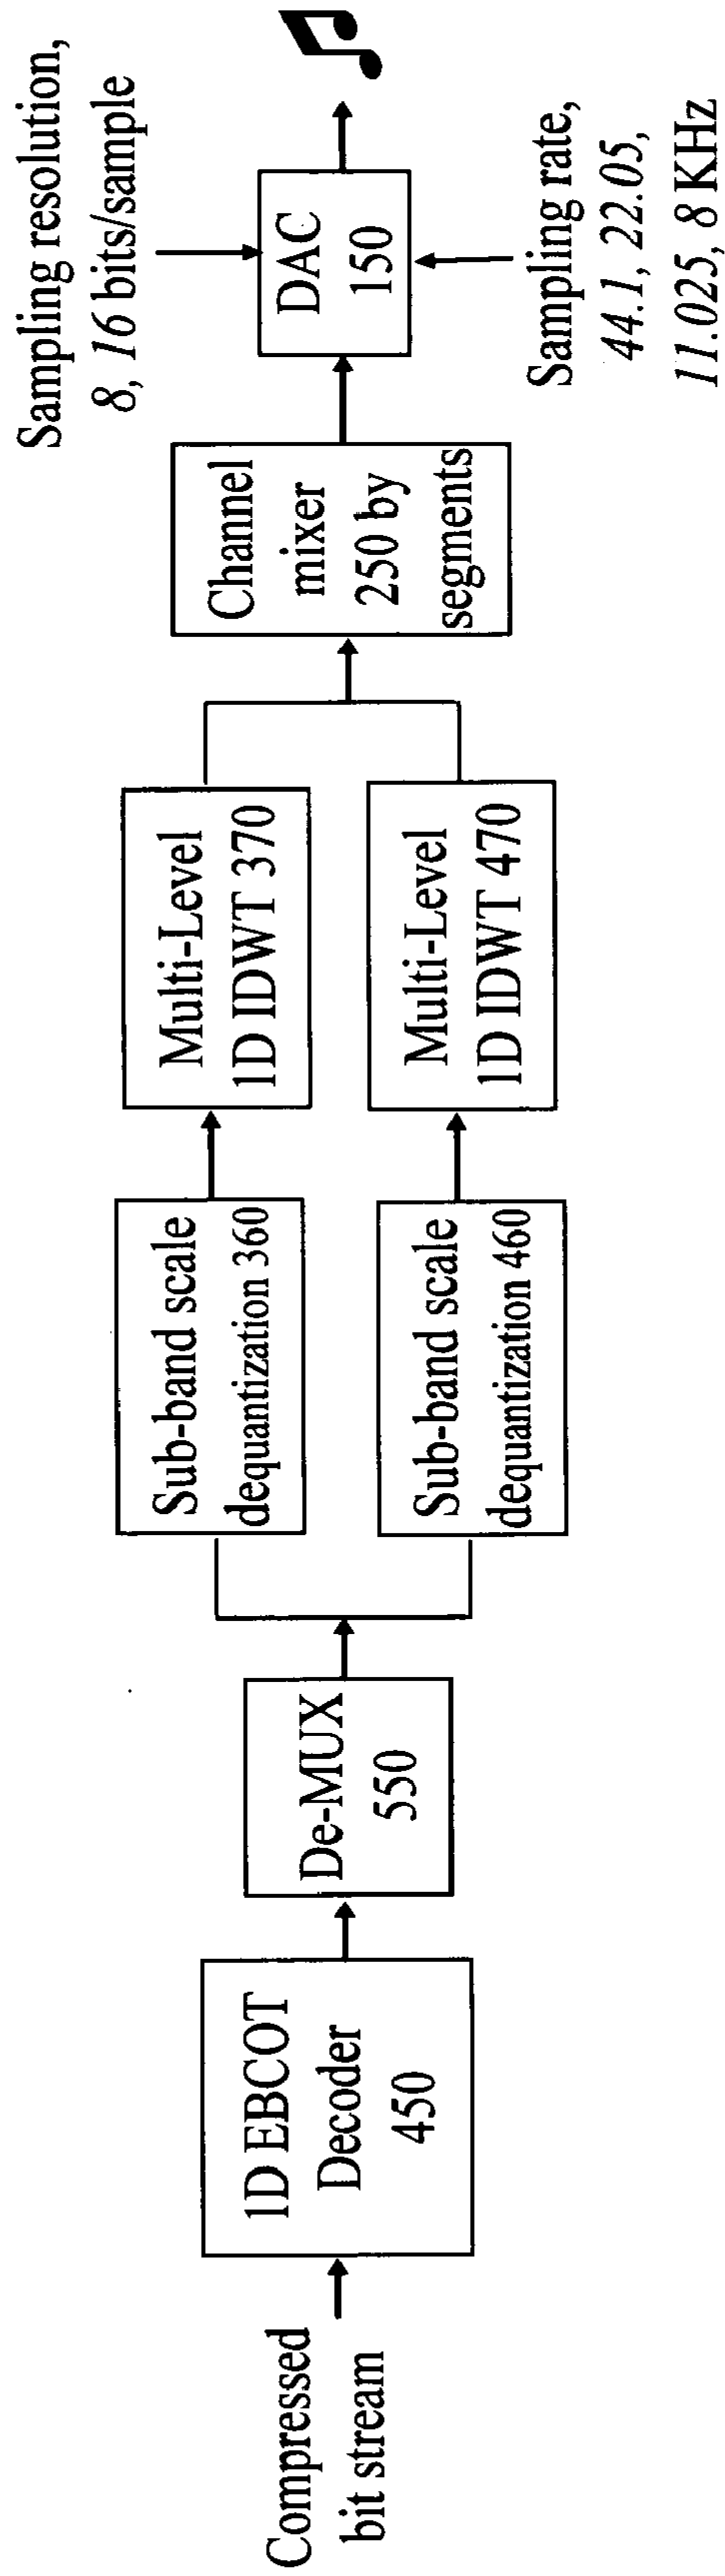 Compressed
bit stream
1D EBCOT
Decoder
450
De-MUX
550
Sub-band scale
dequantization 360
Sub-band scale
dequantization 460
Multi-Level
1D IDWT 370
Multi-Level
1D IDWT 470
Channel
mixer
250 by
segments
Sampling resolution,
8, 16 bits/sample
DAC
150
Sampling rate,
44.1, 22.05,
11.025, 8 KHz